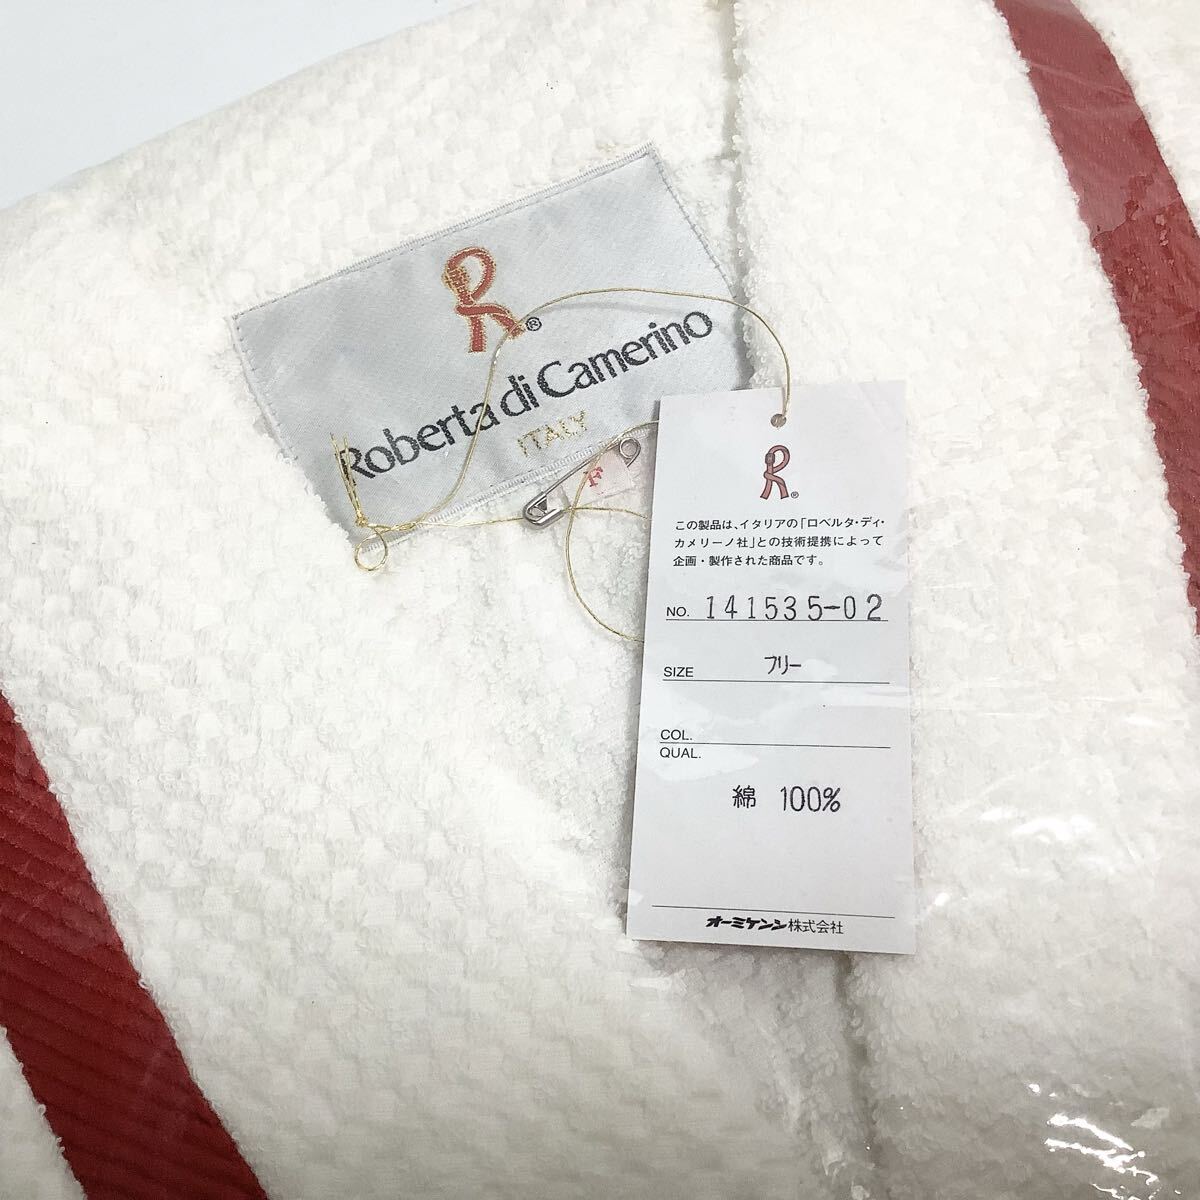 R®
Roberta di Camerino
ITALY
F
R®
この製品は、イタリアの「ロベルタ・ディ・
カメリーノ社」との技術提携によって
企画・製作された商品です。
NO. 141535-02
SIZE フリー
COL.
QUAL.
綿 100%
オーミケンシ株式会社